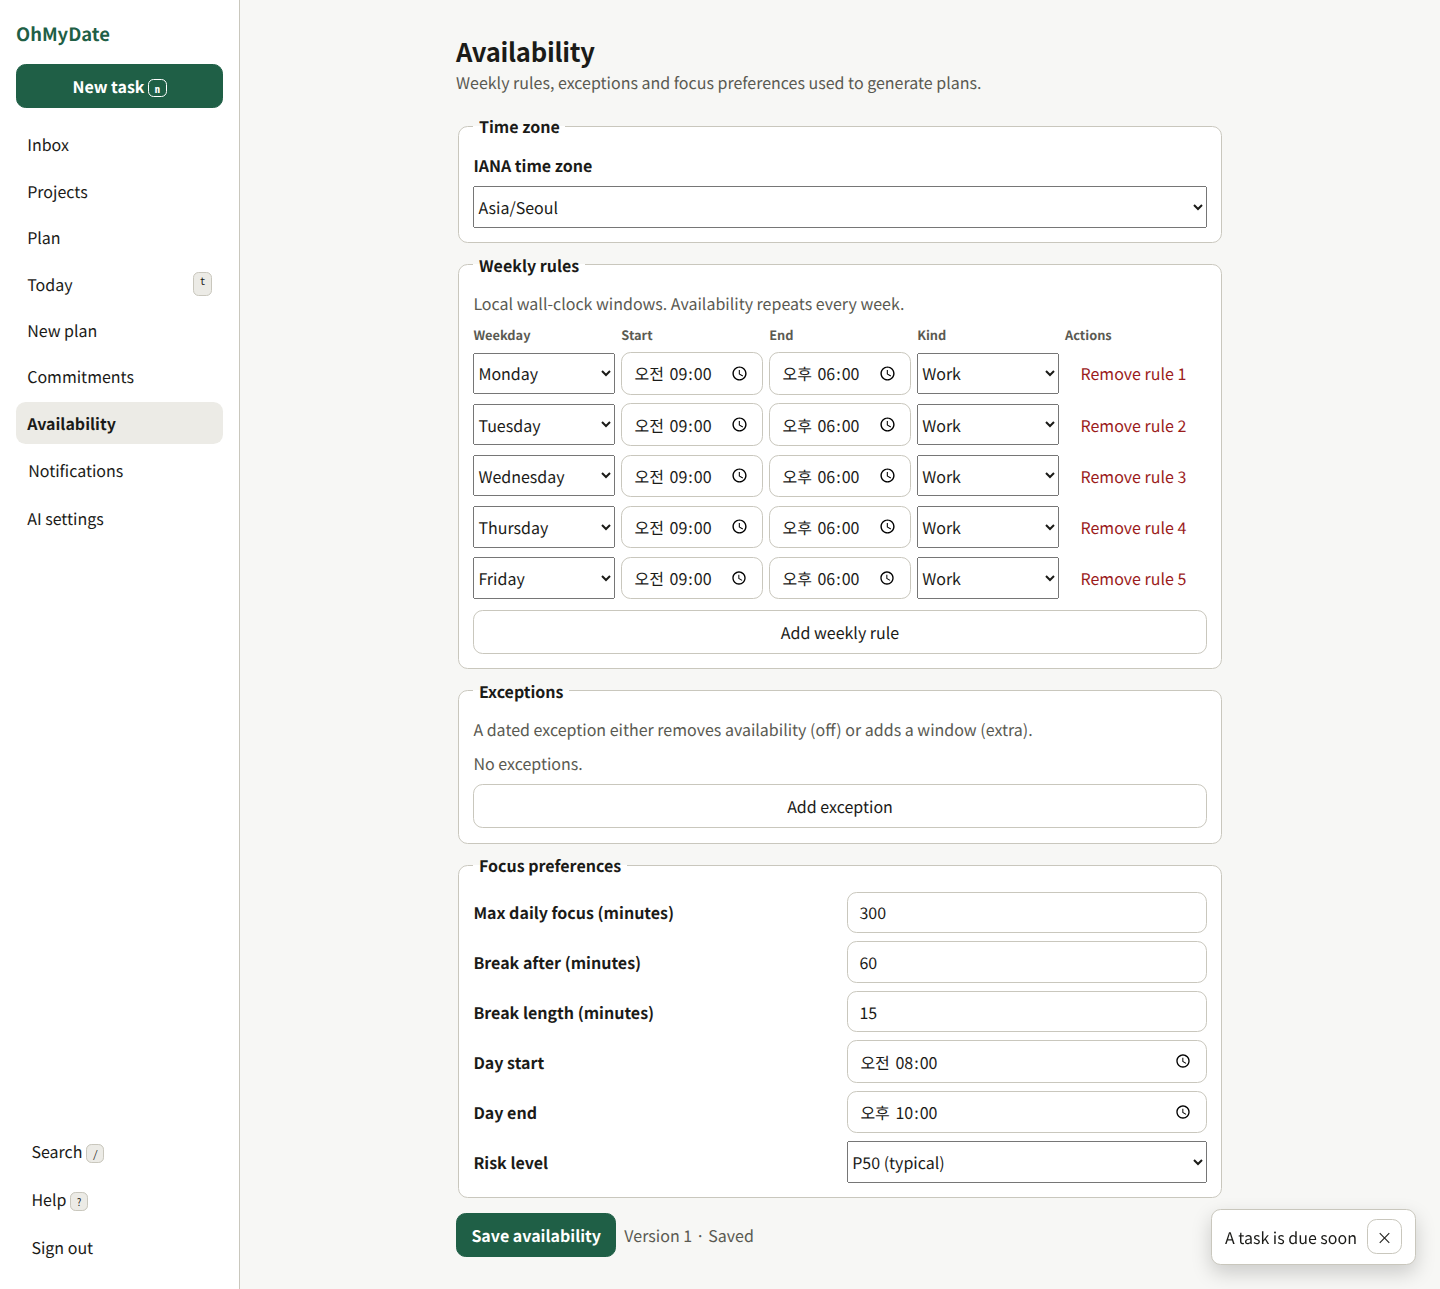 OhMyDate
New task n
Inbox
Projects
Plan
Today t
New plan
Commitments
Availability
Notifications
AI settings
Search /
Help ?
Sign out
Availability
Weekly rules, exceptions and focus preferences used to generate plans.
Time zone
IANA time zone
Asia/Seoul
Weekly rules
Local wall-clock windows. Availability repeats every week.
Weekday Start End Kind Actions
Monday 오전 09:00 오후 06:00 Work Remove rule 1
Tuesday 오전 09:00 오후 06:00 Work Remove rule 2
Wednesday 오전 09:00 오후 06:00 Work Remove rule 3
Thursday 오전 09:00 오후 06:00 Work Remove rule 4
Friday 오전 09:00 오후 06:00 Work Remove rule 5
Add weekly rule
Exceptions
A dated exception either removes availability (off) or adds a window (extra).
No exceptions.
Add exception
Focus preferences
Max daily focus (minutes) 300
Break after (minutes) 60
Break length (minutes) 15
Day start 오전 08:00
Day end 오후 10:00
Risk level P50 (typical)
Save availability Version 1 · Saved
A task is due soon